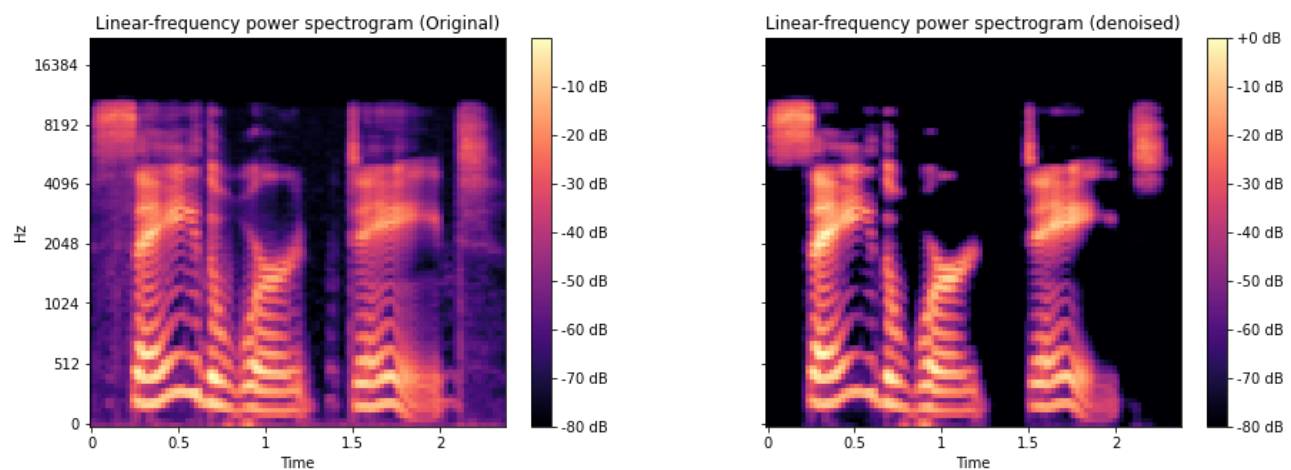 Linear-frequency power spectrogram (Original)
16384
8192
4096
2048
1024
512
0
Hz
0
0.5
1
1.5
2
Time
-10 dB
-20 dB
-30 dB
-40 dB
-50 dB
-60 dB
-70 dB
-80 dB
Linear-frequency power spectrogram (denoised)
0
0.5
1
1.5
2
Time
+0 dB
-10 dB
-20 dB
-30 dB
-40 dB
-50 dB
-60 dB
-70 dB
-80 dB